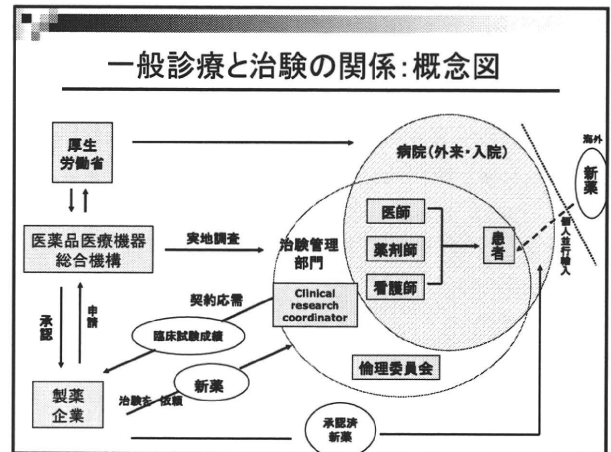 一般診療と治験の関係：概念図
厚生
労働省
病院（外来・入院）
海外
新薬
個人並行輸入
医師
薬剤師
看護師
患者
医薬品医療機器
総合機構
実地調査
治験管理
部門
Clinical
research
coordinator
契約応需
承認
申請
臨床試験成績
新薬
倫理委員会
製薬
企業
治験を 依頼
承認済
新薬